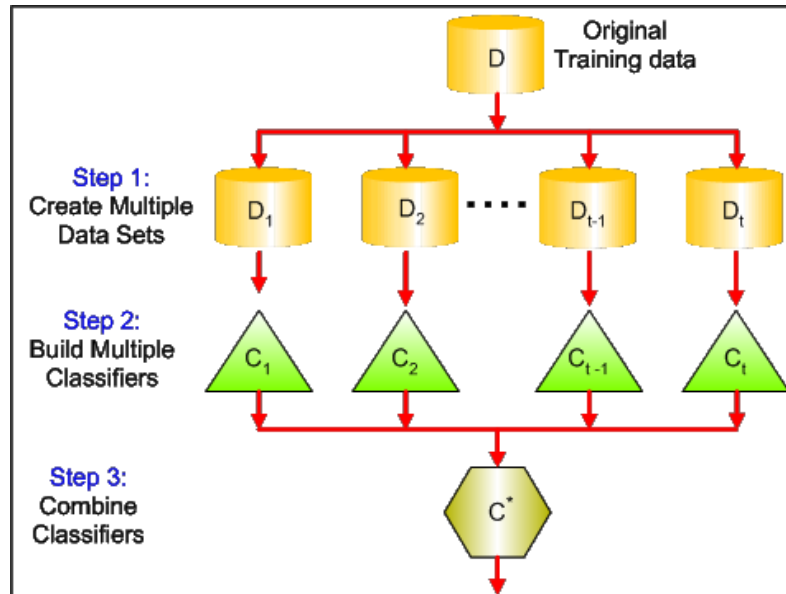 Original
Training data
D
Step 1:
Create Multiple
Data Sets
D1
D2
....
Dt-1
Dt
Step 2:
Build Multiple
Classifiers
C1
C2
Ct-1
Ct
Step 3:
Combine
Classifiers
C*